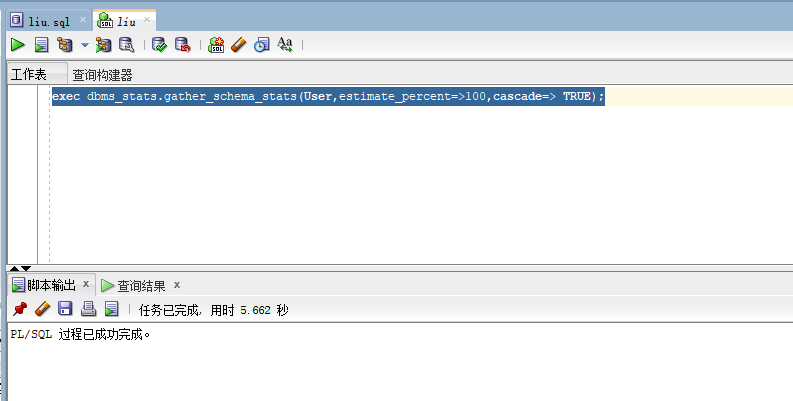 liu.sql liu
工作表 查询构建器
exec dbms_stats.gather_schema_stats(User,estimate_percent=>100,cascade=> TRUE);
脚本输出 x 查询结果 x
任务已完成, 用时 5.662 秒
PL/SQL 过程已成功完成。